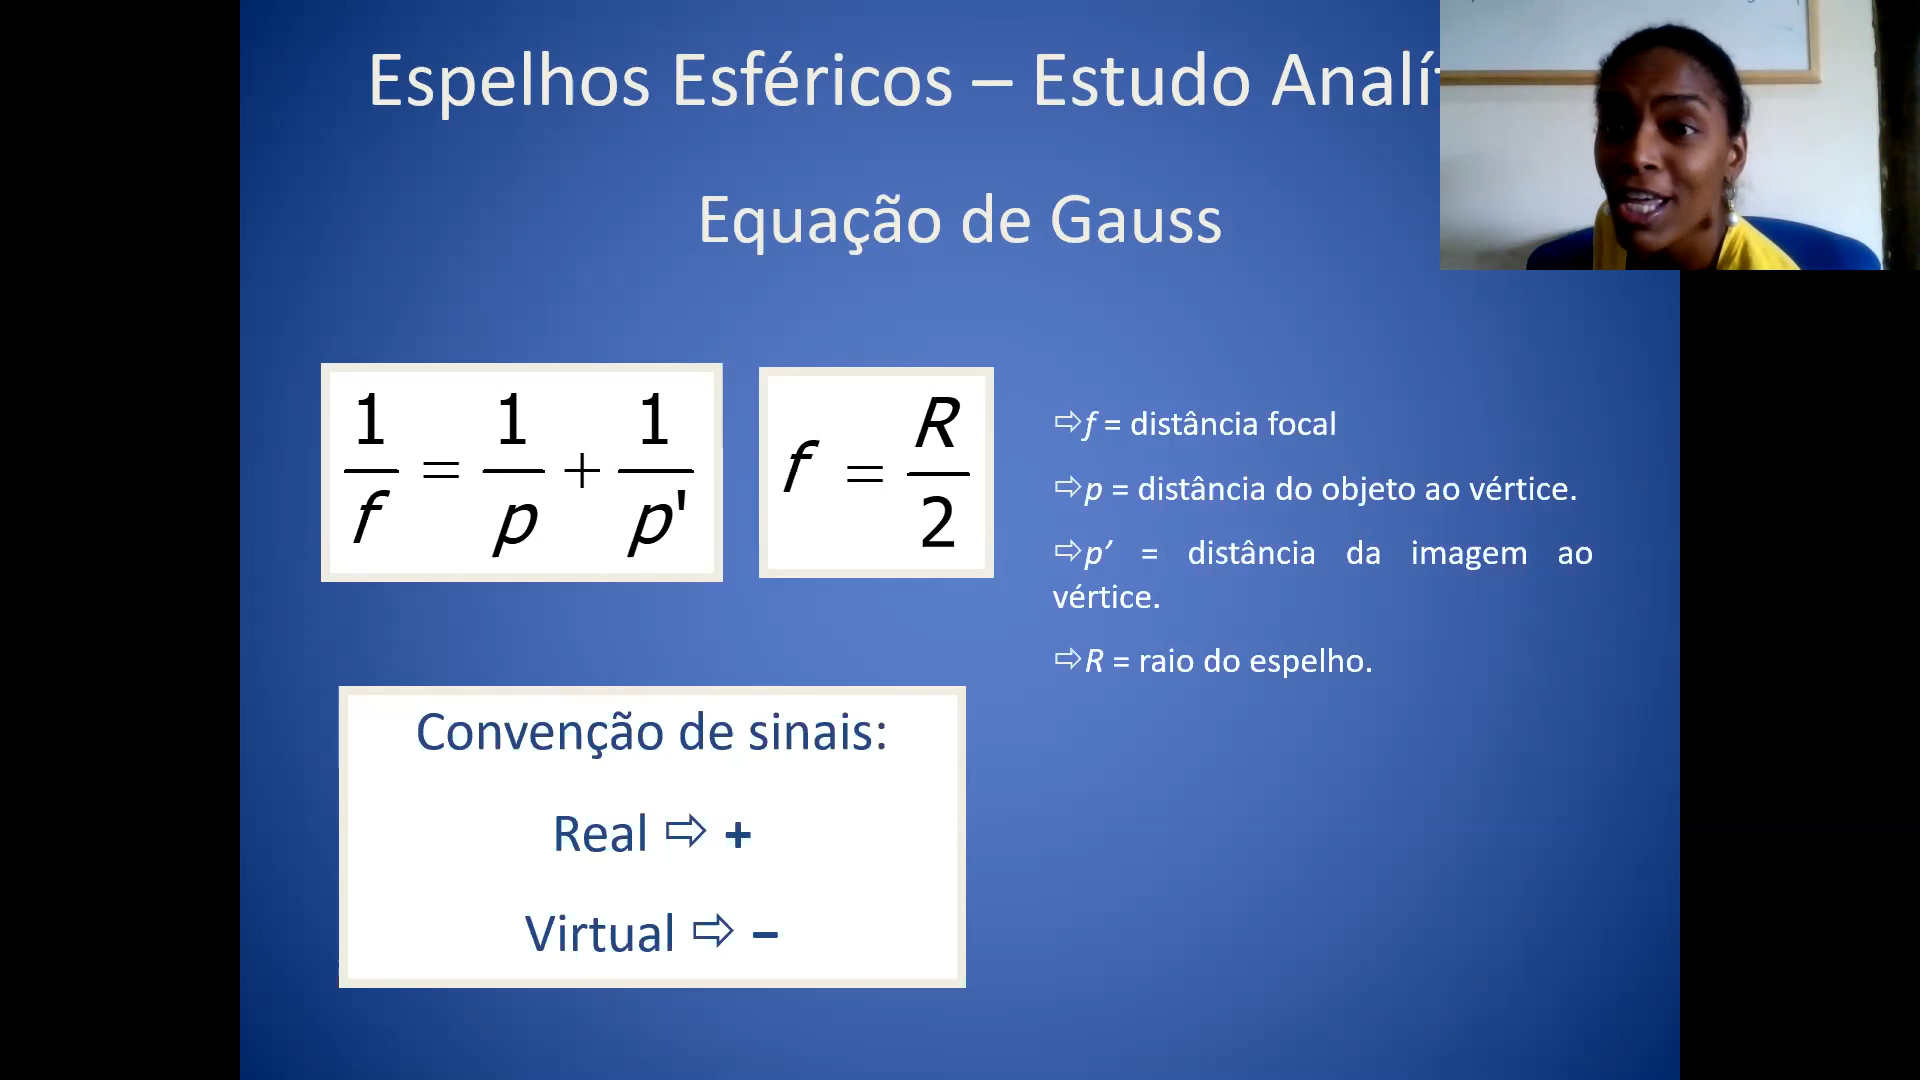 Espelhos Esféricos – Estudo Analí
Equação de Gauss
1/f = 1/p + 1/p'
f = R/2
⇨f = distância focal
⇨p = distância do objeto ao vértice.
⇨p’ = distância da imagem ao
vértice.
⇨R = raio do espelho.
Convenção de sinais:
Real ⇨ +
Virtual ⇨ –